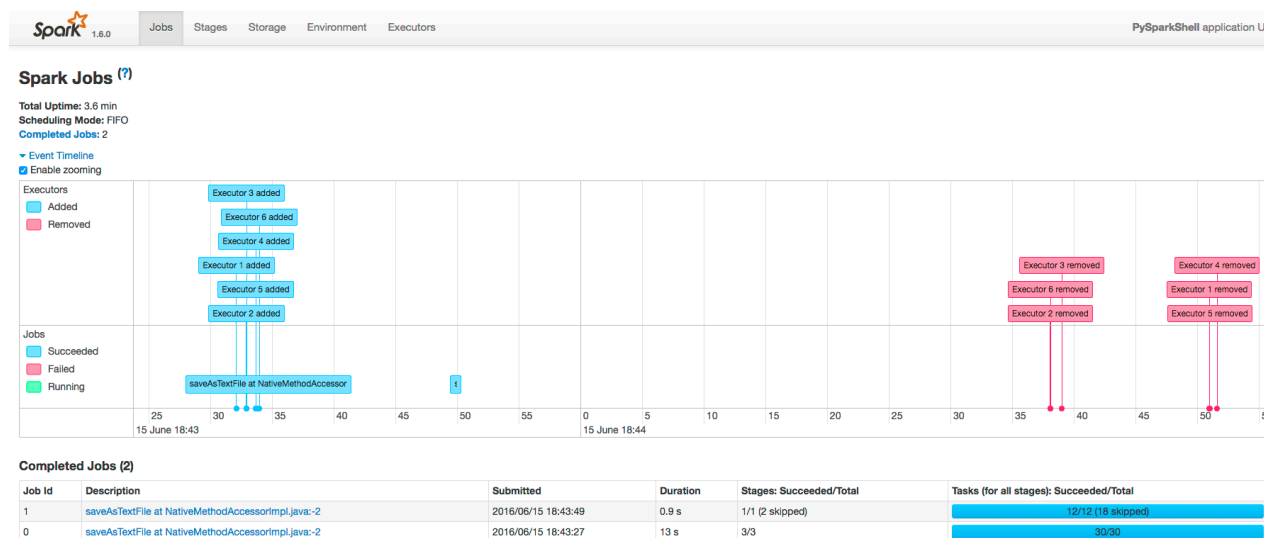 Spark 1.6.0 Jobs Stages Storage Environment Executors PySparkShell application U
Spark Jobs (?)
Total Uptime: 3.6 min
Scheduling Mode: FIFO
Completed Jobs: 2
Event Timeline
Enable zooming
Executors
Added
Removed
Executor 3 added
Executor 6 added
Executor 4 added
Executor 1 added
Executor 5 added
Executor 2 added
Executor 3 removed
Executor 6 removed
Executor 2 removed
Executor 4 removed
Executor 1 removed
Executor 5 removed
Jobs
Succeeded
Failed
Running
saveAsTextFile at NativeMethodAccessor
s
25 30 35 40 45 50 55 0 5 10 15 20 25 30 35 40 45 50 5
15 June 18:43 15 June 18:44
Completed Jobs (2)
Job Id Description Submitted Duration Stages: Succeeded/Total Tasks (for all stages): Succeeded/Total
1 saveAsTextFile at NativeMethodAccessorImpl.java:-2 2016/06/15 18:43:49 0.9 s 1/1 (2 skipped) 12/12 (18 skipped)
0 saveAsTextFile at NativeMethodAccessorImpl.java:-2 2016/06/15 18:43:27 13 s 3/3 30/30